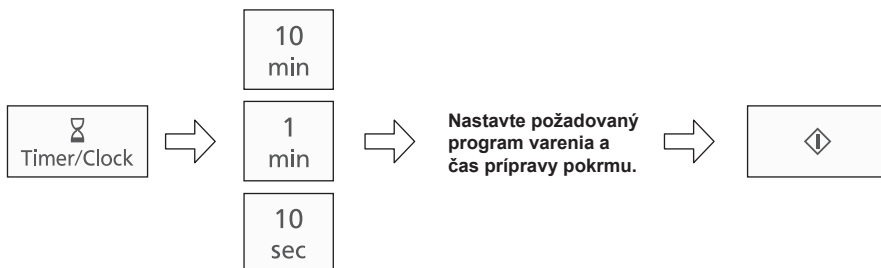 Timer/Clock
10
min
1
min
10
sec
Nastavte požadovaný
program varenia a
čas prípravy pokrmu.